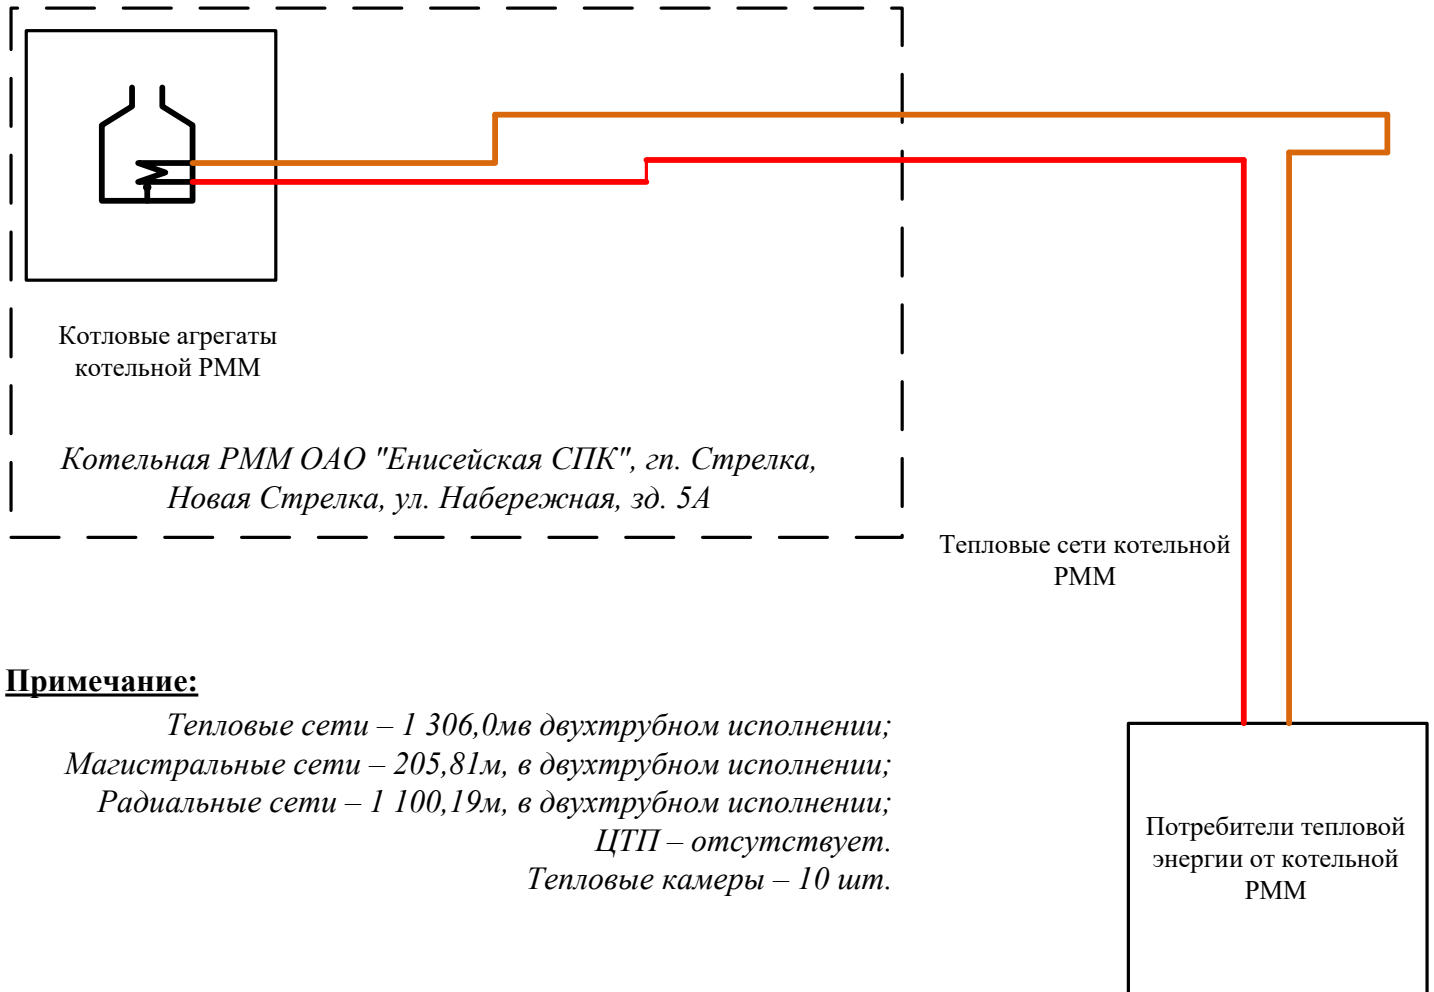 Котловые агрегаты
котельной РММ
Котельная РММ ОАО "Енисейская СПК", гп. Стрелка,
Новая Стрелка, ул. Набережная, зд. 5А
Тепловые сети котельной
РММ
Примечание:
Тепловые сети – 1 306,0мв двухтрубном исполнении;
Магистральные сети – 205,81м, в двухтрубном исполнении;
Радиальные сети – 1 100,19м, в двухтрубном исполнении;
ЦТП – отсутствует.
Тепловые камеры – 10 шт.
Потребители тепловой
энергии от котельной
РММ